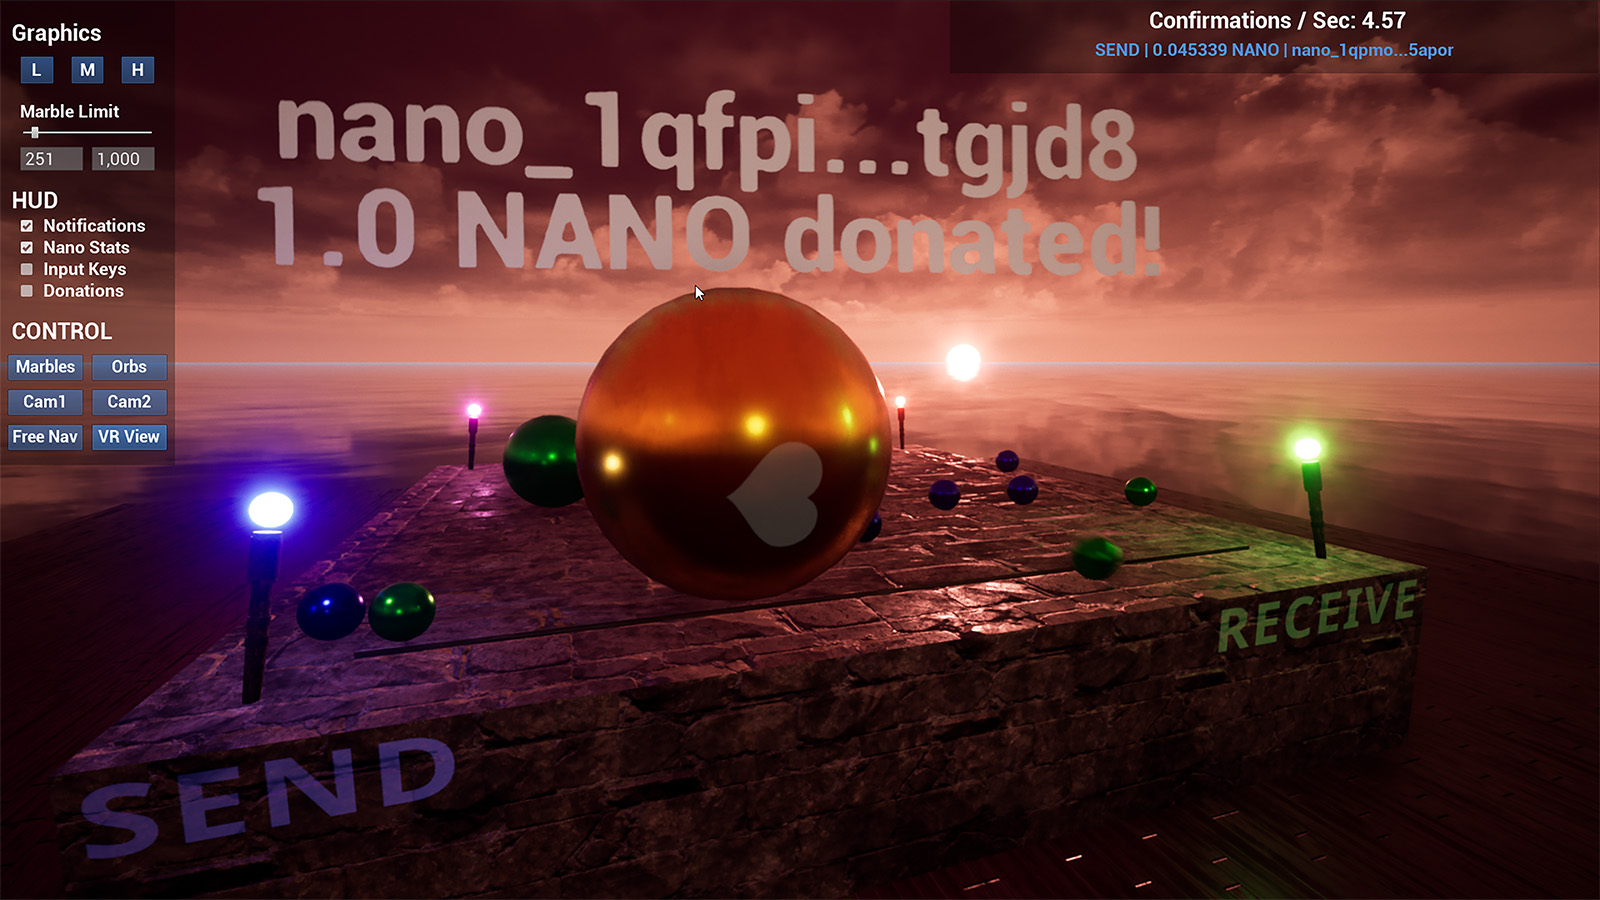 Graphics
L M H
Marble Limit
251 1,000
HUD
Notifications
Nano Stats
Input Keys
Donations
CONTROL
Marbles Orbs
Cam1 Cam2
Free Nav VR View
Confirmations / Sec: 4.57
SEND | 0.045339 NANO | nano_1qpmo...5apor
nano_1qfpi...tgjd8
1.0 NANO donated!
RECEIVE
SEND